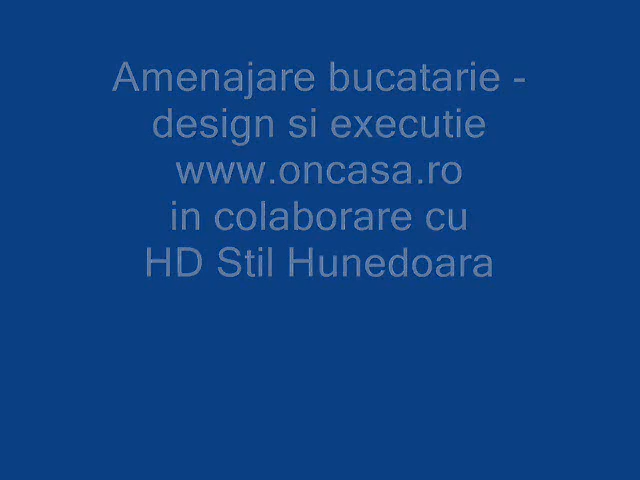 Amenajare bucatarie -
design si executie
www.oncasa.ro
in colaborare cu
HD Stil Hunedoara